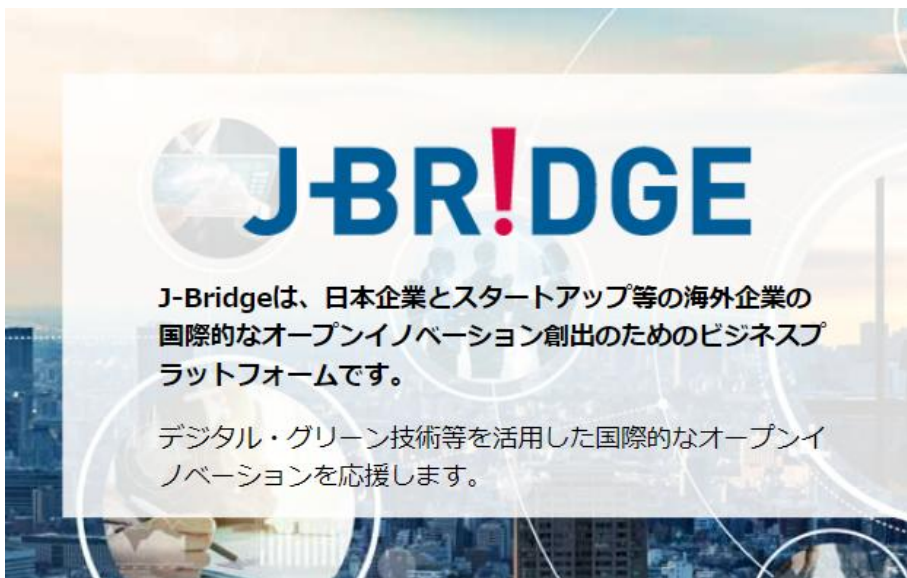 J-BR!DGE
J-Bridgeは、日本企業とスタートアップ等の海外企業の
国際的なオープンイノベーション創出のためのビジネスプ
ラットフォームです。
デジタル・グリーン技術等を活用した国際的なオープンイ
ノベーションを応援します。